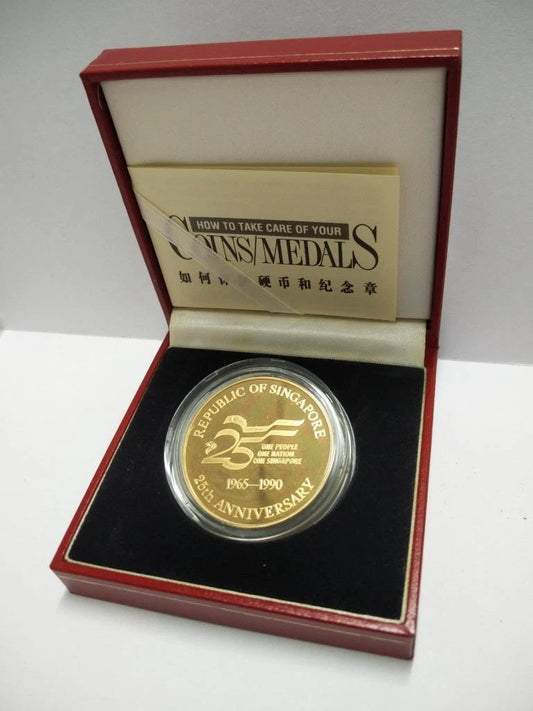 HOW TO TAKE CARE OF YOUR
COINS/MEDALS
如何 硬币和纪念章
REPUBLIC OF SINGAPORE
25
ONE PEOPLE
ONE NATION
ONE SINGAPORE
1965—1990
25th ANNIVERSARY